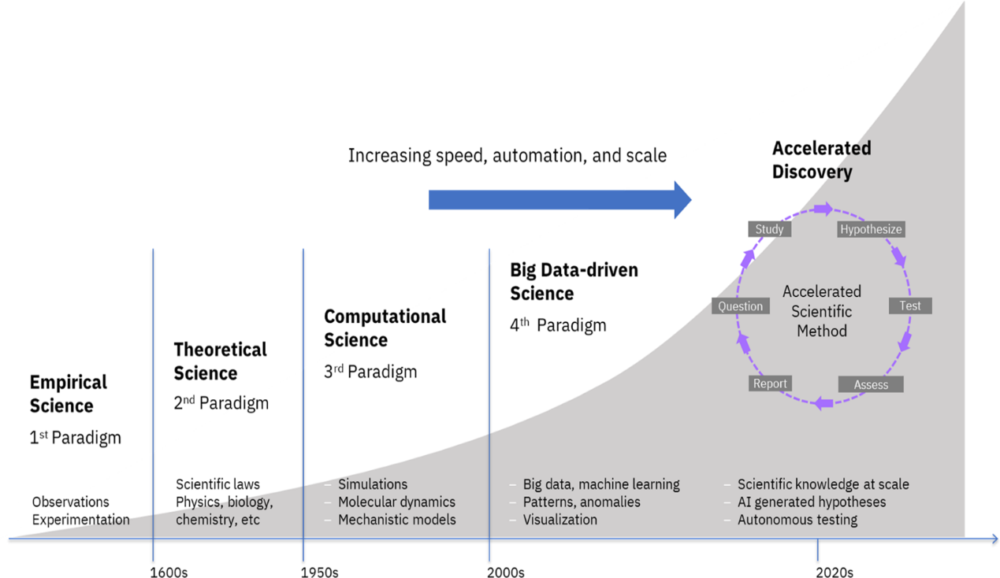 Increasing speed, automation, and scale
Empirical
Science
1st Paradigm
Observations
Experimentation
Theoretical
Science
2nd Paradigm
Scientific laws
Physics, biology,
chemistry, etc
Computational
Science
3rd Paradigm
– Simulations
– Molecular dynamics
– Mechanistic models
Big Data-driven
Science
4th Paradigm
– Big data, machine learning
– Patterns, anomalies
– Visualization
Accelerated
Discovery
Study
Hypothesize
Question
Test
Report
Assess
Accelerated
Scientific
Method
– Scientific knowledge at scale
– AI generated hypotheses
– Autonomous testing
1600s
1950s
2000s
2020s